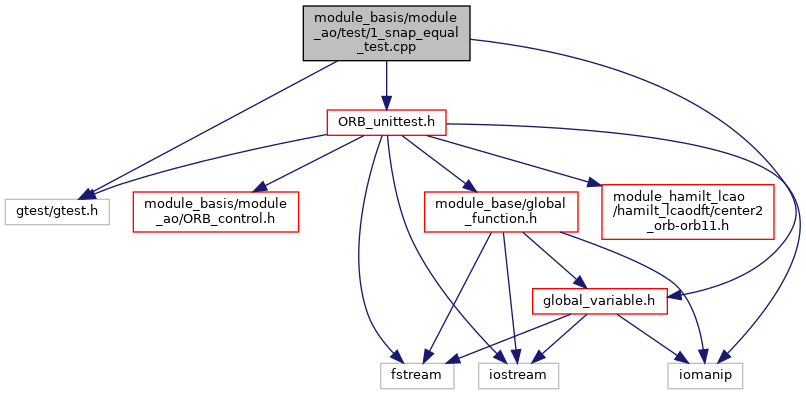 module_basis/module
_ao/test/1_snap_equal
_test.cpp
ORB_unittest.h
gtest/gtest.h
module_basis/module
_ao/ORB_control.h
module_base/global
_function.h
module_hamilt_lcao
/hamilt_lcaodft/center2
_orb-orb11.h
global_variable.h
fstream
iostream
iomanip